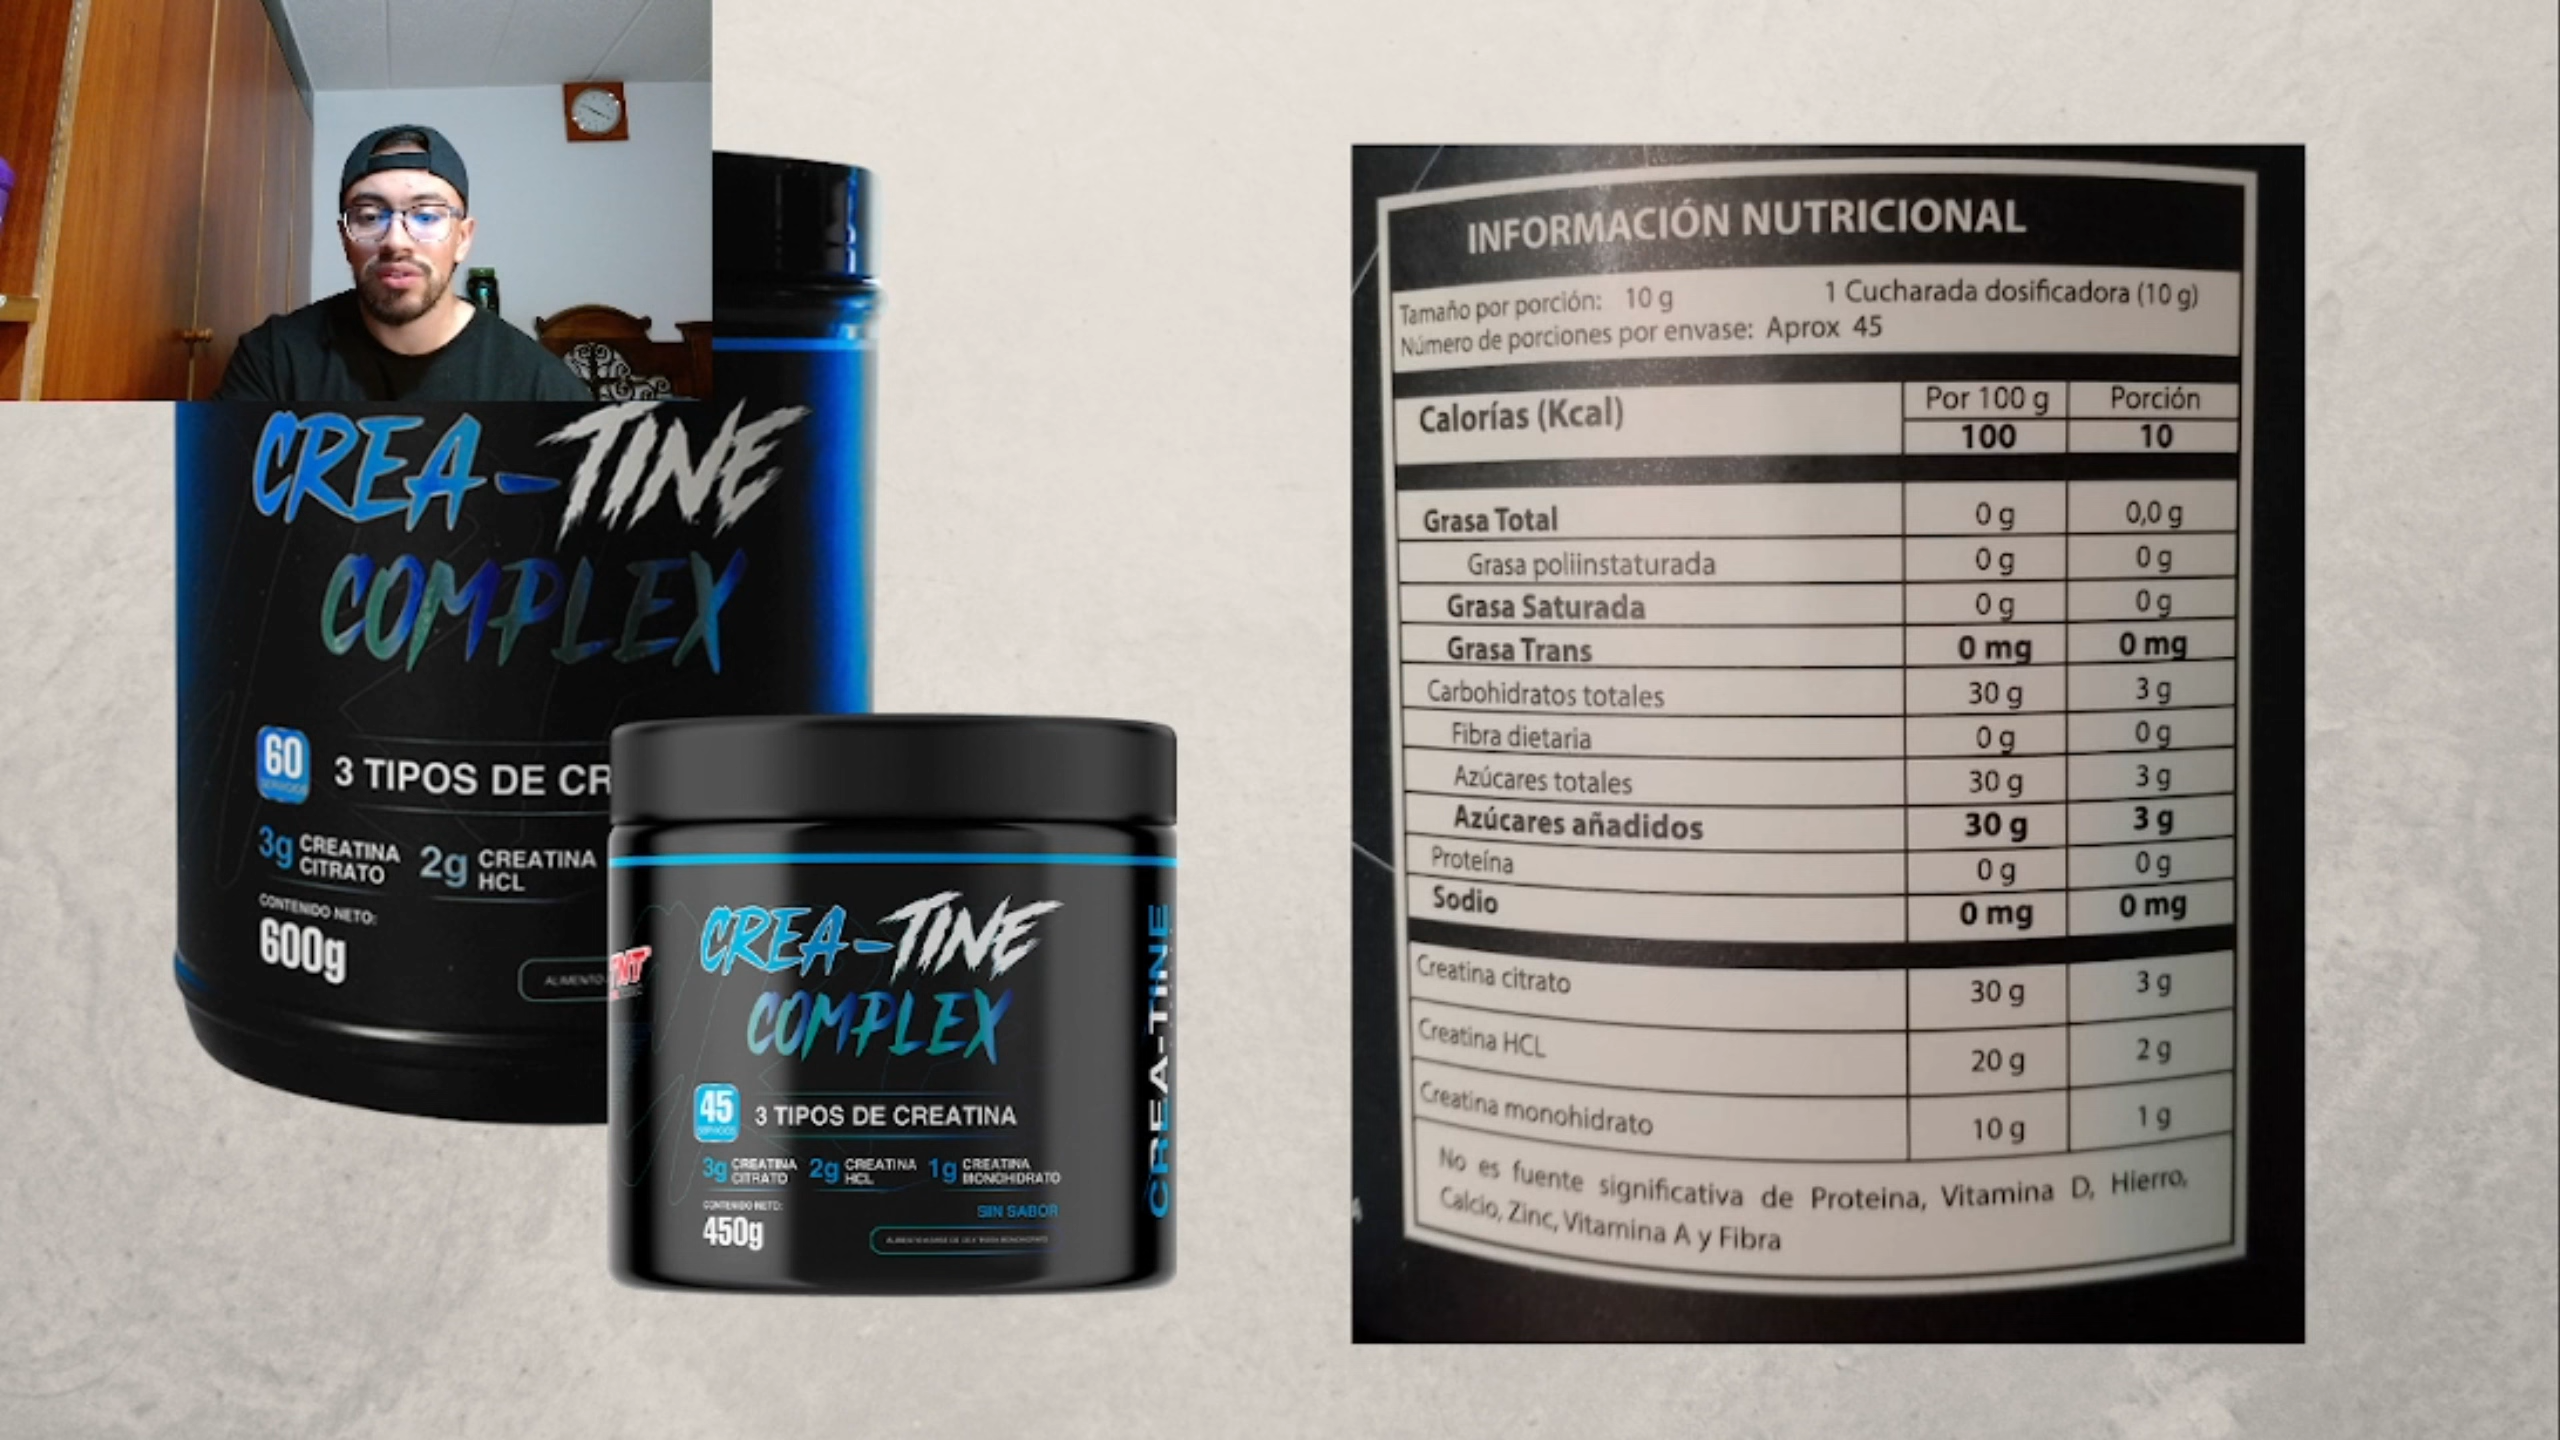 CREA-TINE
COMPLEX
60
SERVICIOS
3 TIPOS DE CR
3g CREATINA CITRATO 2g CREATINA HCL
CONTENIDO NETO:
600g
ALIMENTO
TNT
CREA-TINE
COMPLEX
45
SERVICIOS
3 TIPOS DE CREATINA
3g CREATINA CITRATO 2g CREATINA HCL 1g CREATINA MONOHIDRATO
CONTENIDO NETO:
450g
SIN SABOR
CREA-TINE
INFORMACIÓN NUTRICIONAL
Tamaño por porción: 10 g 1 Cucharada dosificadora (10 g)
Número de porciones por envase: Aprox 45
Calorías (Kcal) Por 100 g Porción
100 10
Grasa Total 0 g 0,0 g
Grasa poliinstaturada 0 g 0 g
Grasa Saturada 0 g 0 g
Grasa Trans 0 mg 0 mg
Carbohidratos totales 30 g 3 g
Fibra dietaria 0 g 0 g
Azúcares totales 30 g 3 g
Azúcares añadidos 30 g 3 g
Proteína 0 g 0 g
Sodio 0 mg 0 mg
Creatina citrato 30 g 3 g
Creatina HCL 20 g 2 g
Creatina monohidrato 10 g 1 g
No es fuente significativa de Proteina, Vitamina D, Hierro,
Calcio, Zinc, Vitamina A y Fibra